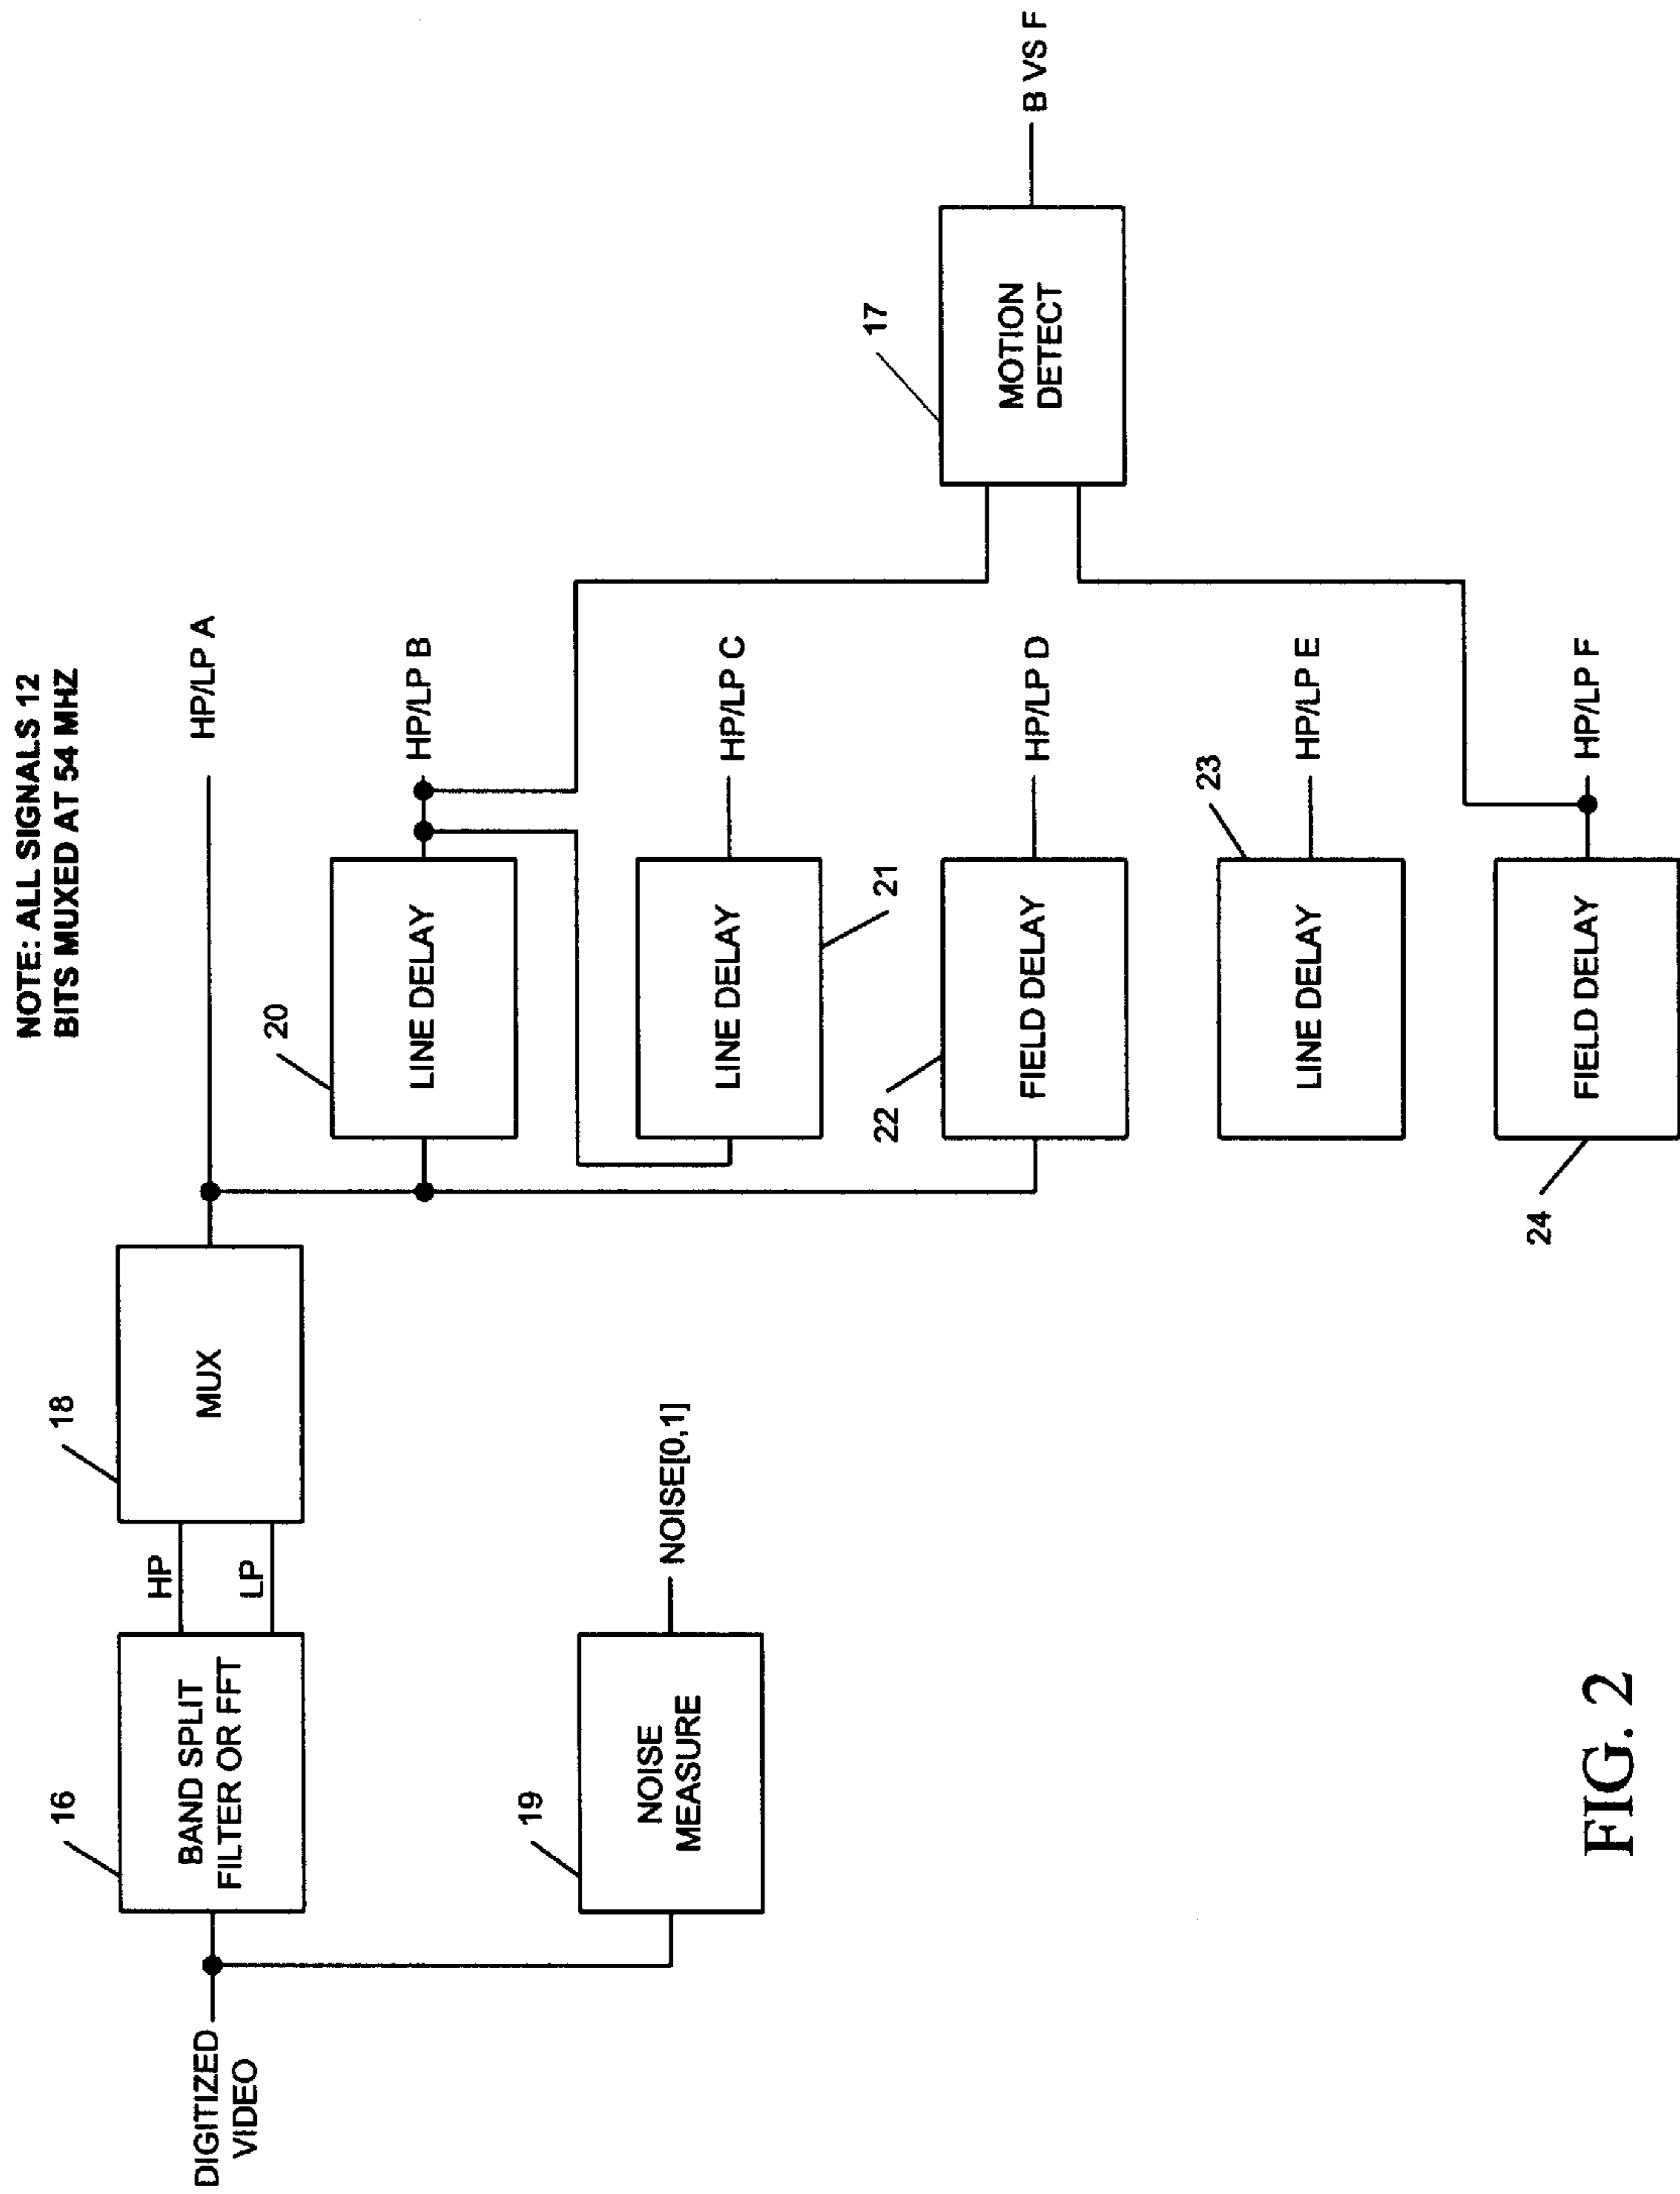 NOTE: ALL SIGNALS 12
BITS MUXED AT 54 MHZ
DIGITIZED
VIDEO
16
BAND SPLIT
FILTER OR FFT
HP
LP
18
MUX
HP/LP A
19
NOISE
MEASURE
NOISE[0,1]
20
LINE DELAY
HP/LP B
LINE DELAY
21
HP/LP C
22
FIELD DELAY
HP/LP D
23
LINE DELAY
HP/LP E
24
FIELD DELAY
HP/LP F
17
MOTION
DETECT
B VS F
FIG. 2